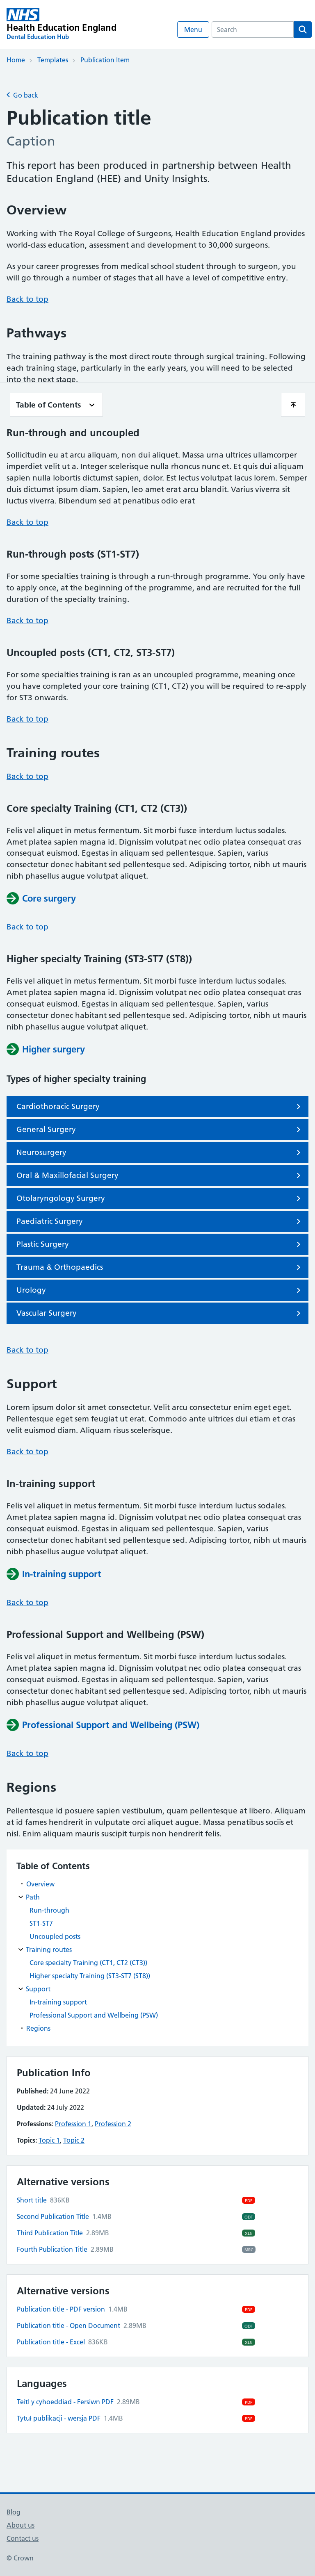 NHS
Health Education England
Dental Education Hub
Menu
Search
Home
Templates
Publication Item
Go back
Publication title
Caption
This report has been produced in partnership between Health
Education England (HEE) and Unity Insights.
Overview
Working with The Royal College of Surgeons, Health Education England provides
world-class education, assessment and development to 30,000 surgeons.
As your career progresses from medical school student through to surgeon, you
will go through a number of stages that all have a level of competitive entry.
Back to top
Pathways
The training pathway is the most direct route through surgical training. Following
each training stage, particularly in the early years, you will need to be selected
into the next stage.
Table of Contents
Run-through and uncoupled
Sollicitudin eu at arcu aliquam, non dui aliquet. Massa urna ultrices ullamcorper
imperdiet velit ut a. Integer scelerisque nulla rhoncus nunc et. Et quis dui aliquam
sapien nulla lobortis dictumst enim in dolor. Est lectus vulputate lacus lorem. Semper
duis dictumst ipsum diam. Sapien, leo amet erat arcu blandit. Varius viverra sit
luctus viverra. Bibendum sed at penatibus odio erat
Back to top
Run-through posts (ST1-ST7)
For some specialties training is through a run-through programme. You only have
to apply once, at the beginning of the programme, and are recruited for the full
duration of the specialty training.
Back to top
Uncoupled posts (CT1, CT2, ST3-ST7)
For some specialties training is ran as an uncoupled programme, meaning once
you have completed your core training (CT1, CT2) you will be required to re-apply
for ST3 onwards.
Back to top
Training routes
Back to top
Core specialty Training (CT1, CT2 (CT3))
Felis vel aliquet in metus fermentum. Sit morbi fusce interdum luctus sodales.
Amet platea sapien magna id. Dignissim volutpat nec odio platea consequat cras
consequat euismod. Egestas in aliquam sed pellentesque. Sapien, varius
consectetur donec habitant sed pellentesque. Adipiscing tortor, nibh ut mauris
nibh phasellus augue volutpat aliquet.
Core surgery
Back to top
Higher specialty Training (ST3-ST7 (ST8))
Felis vel aliquet in metus fermentum. Sit morbi fusce interdum luctus sodales.
Amet platea sapien magna id. Dignissim volutpat nec odio platea consequat cras
consequat euismod. Egestas in aliquam sed pellentesque. Sapien, varius
consectetur donec habitant sed pellentesque. Adipiscing tortor, nibh ut mauris
nibh phasellus augue volutpat aliquet.
Higher surgery
Types of higher specialty training
Cardiothoracic Surgery
General Surgery
Neurosurgery
Oral & Maxillofacial Surgery
Otolaryngology Surgery
Paediatric Surgery
Plastic Surgery
Trauma & Orthopaedics
Urology
Vascular Surgery
Back to top
Support
Lorem ipsum dolor sit amet consectetur. Velit arcu consectetur enim eget eget.
Pellentesque eget sem feugiat ut erat. Commodo ante ultrices dui etiam et cras
velit euismod diam. Aliquam risus scelerisque.
Back to top
In-training support
Felis vel aliquet in metus fermentum. Sit morbi fusce interdum luctus sodales.
Amet platea sapien magna id. Dignissim volutpat nec odio platea consequat cras
consequat euismod. Egestas in aliquam sed pellentesque. Sapien, varius
consectetur donec habitant sed pellentesque. Adipiscing tortor, nibh ut mauris
nibh phasellus augue volutpat aliquet.
In-training support
Back to top
Professional Support and Wellbeing (PSW)
Felis vel aliquet in metus fermentum. Sit morbi fusce interdum luctus sodales.
Amet platea sapien magna id. Dignissim volutpat nec odio platea consequat cras
consequat euismod. Egestas in aliquam sed pellentesque. Sapien, varius
consectetur donec habitant sed pellentesque. Adipiscing tortor, nibh ut mauris
nibh phasellus augue volutpat aliquet.
Professional Support and Wellbeing (PSW)
Back to top
Regions
Pellentesque id posuere sapien vestibulum, quam pellentesque at libero. Aliquam
at id fames hendrerit in vulputate ornare odio. Mauris penatibus a nulla mi et
nisl. Enim aliquam mauris suscipit turpis non hendrerit felis.
Table of Contents
Overview
Path
Run-through
ST1-ST7
Uncoupled posts
Training routes
Core specialty Training (CT1, CT2 (CT3))
Higher specialty Training (ST3-ST7 (ST8))
Support
In-training support
Professional Support and Wellbeing (PSW)
Regions
Publication Info
Published: 24 June 2022
Updated: 24 July 2022
Professions: Profession 1, Profession 2
Topics: Topic 1, Topic 2
Alternative versions
Short title 836KB PDF
Second Publication Title 1.4MB ODF
Third Publication Title 2.89MB XLS
Fourth Publication Title 2.89MB MISC
Alternative versions
Publication title - PDF version 1.4MB PDF
Publication title - Open Document 2.89MB ODF
Publication title - Excel 836KB XLS
Languages
Teitl y cyhoeddiad - Fersiwn PDF 2.89MB PDF
Tytuł publikacji - wersja PDF 1.4MB PDF
Blog
About us
Contact us
© Crown